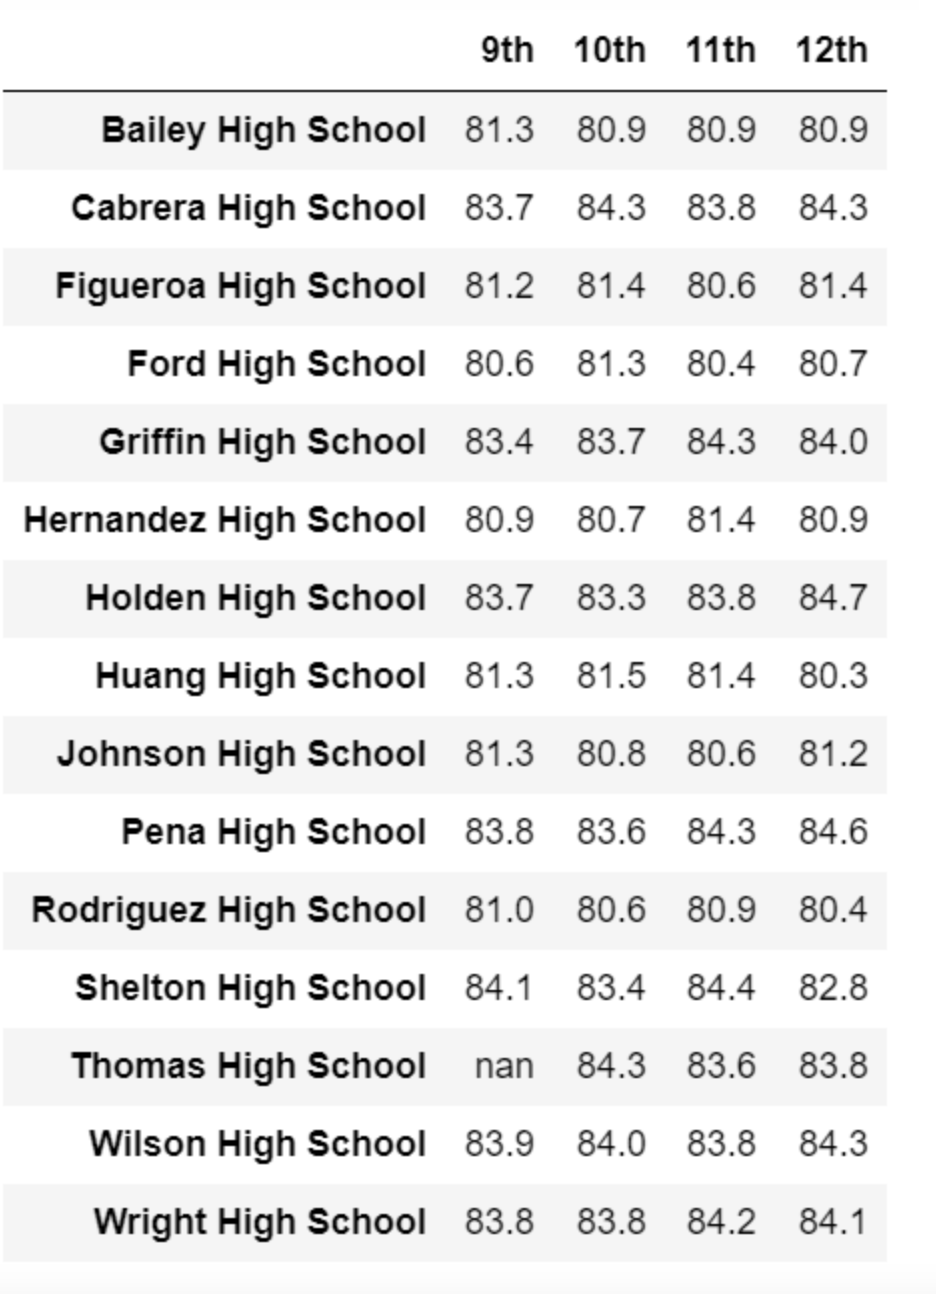 9th 10th 11th 12th
Bailey High School 81.3 80.9 80.9 80.9
Cabrera High School 83.7 84.3 83.8 84.3
Figueroa High School 81.2 81.4 80.6 81.4
Ford High School 80.6 81.3 80.4 80.7
Griffin High School 83.4 83.7 84.3 84.0
Hernandez High School 80.9 80.7 81.4 80.9
Holden High School 83.7 83.3 83.8 84.7
Huang High School 81.3 81.5 81.4 80.3
Johnson High School 81.3 80.8 80.6 81.2
Pena High School 83.8 83.6 84.3 84.6
Rodriguez High School 81.0 80.6 80.9 80.4
Shelton High School 84.1 83.4 84.4 82.8
Thomas High School nan 84.3 83.6 83.8
Wilson High School 83.9 84.0 83.8 84.3
Wright High School 83.8 83.8 84.2 84.1